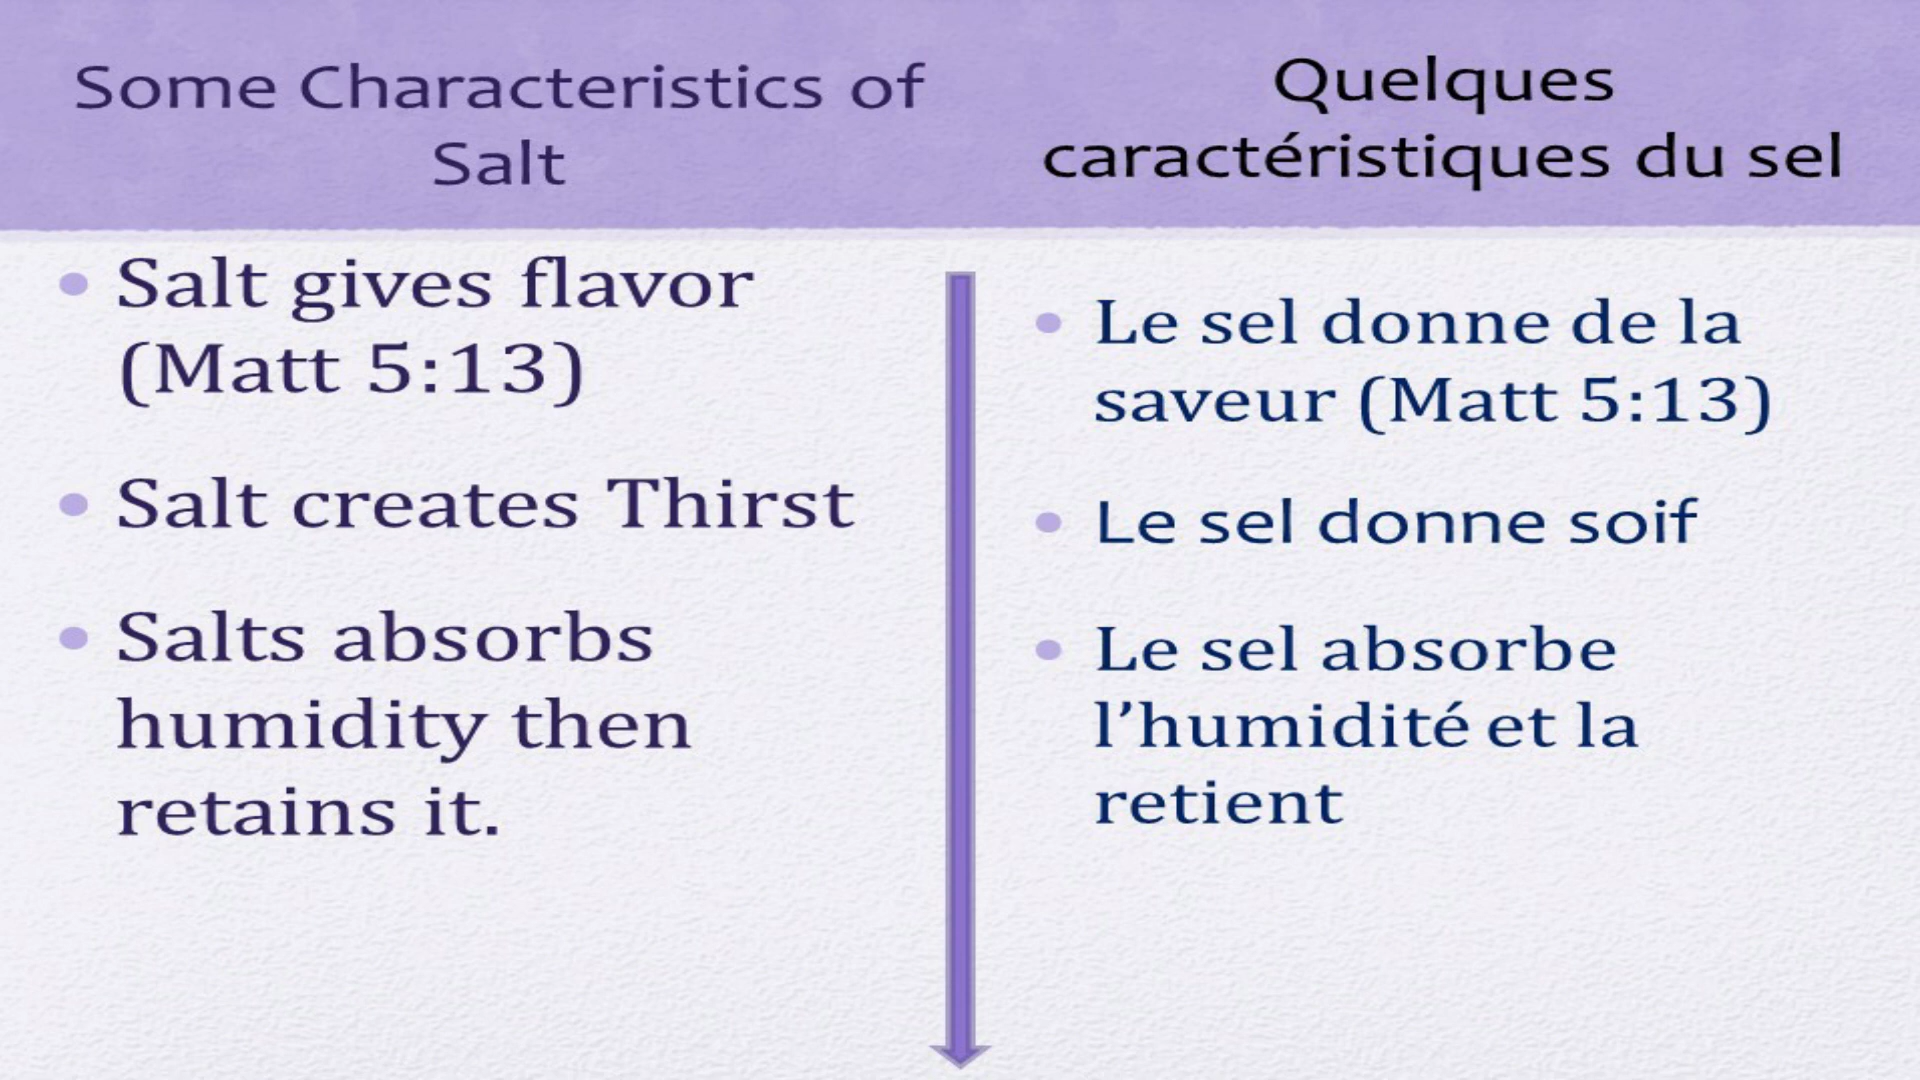 Some Characteristics of
Salt
• Salt gives flavor
(Matt 5:13)
• Salt creates Thirst
• Salts absorbs
humidity then
retains it.
Quelques
caractéristiques du sel
• Le sel donne de la
saveur (Matt 5:13)
• Le sel donne soif
• Le sel absorbe
l’humidité et la
retient